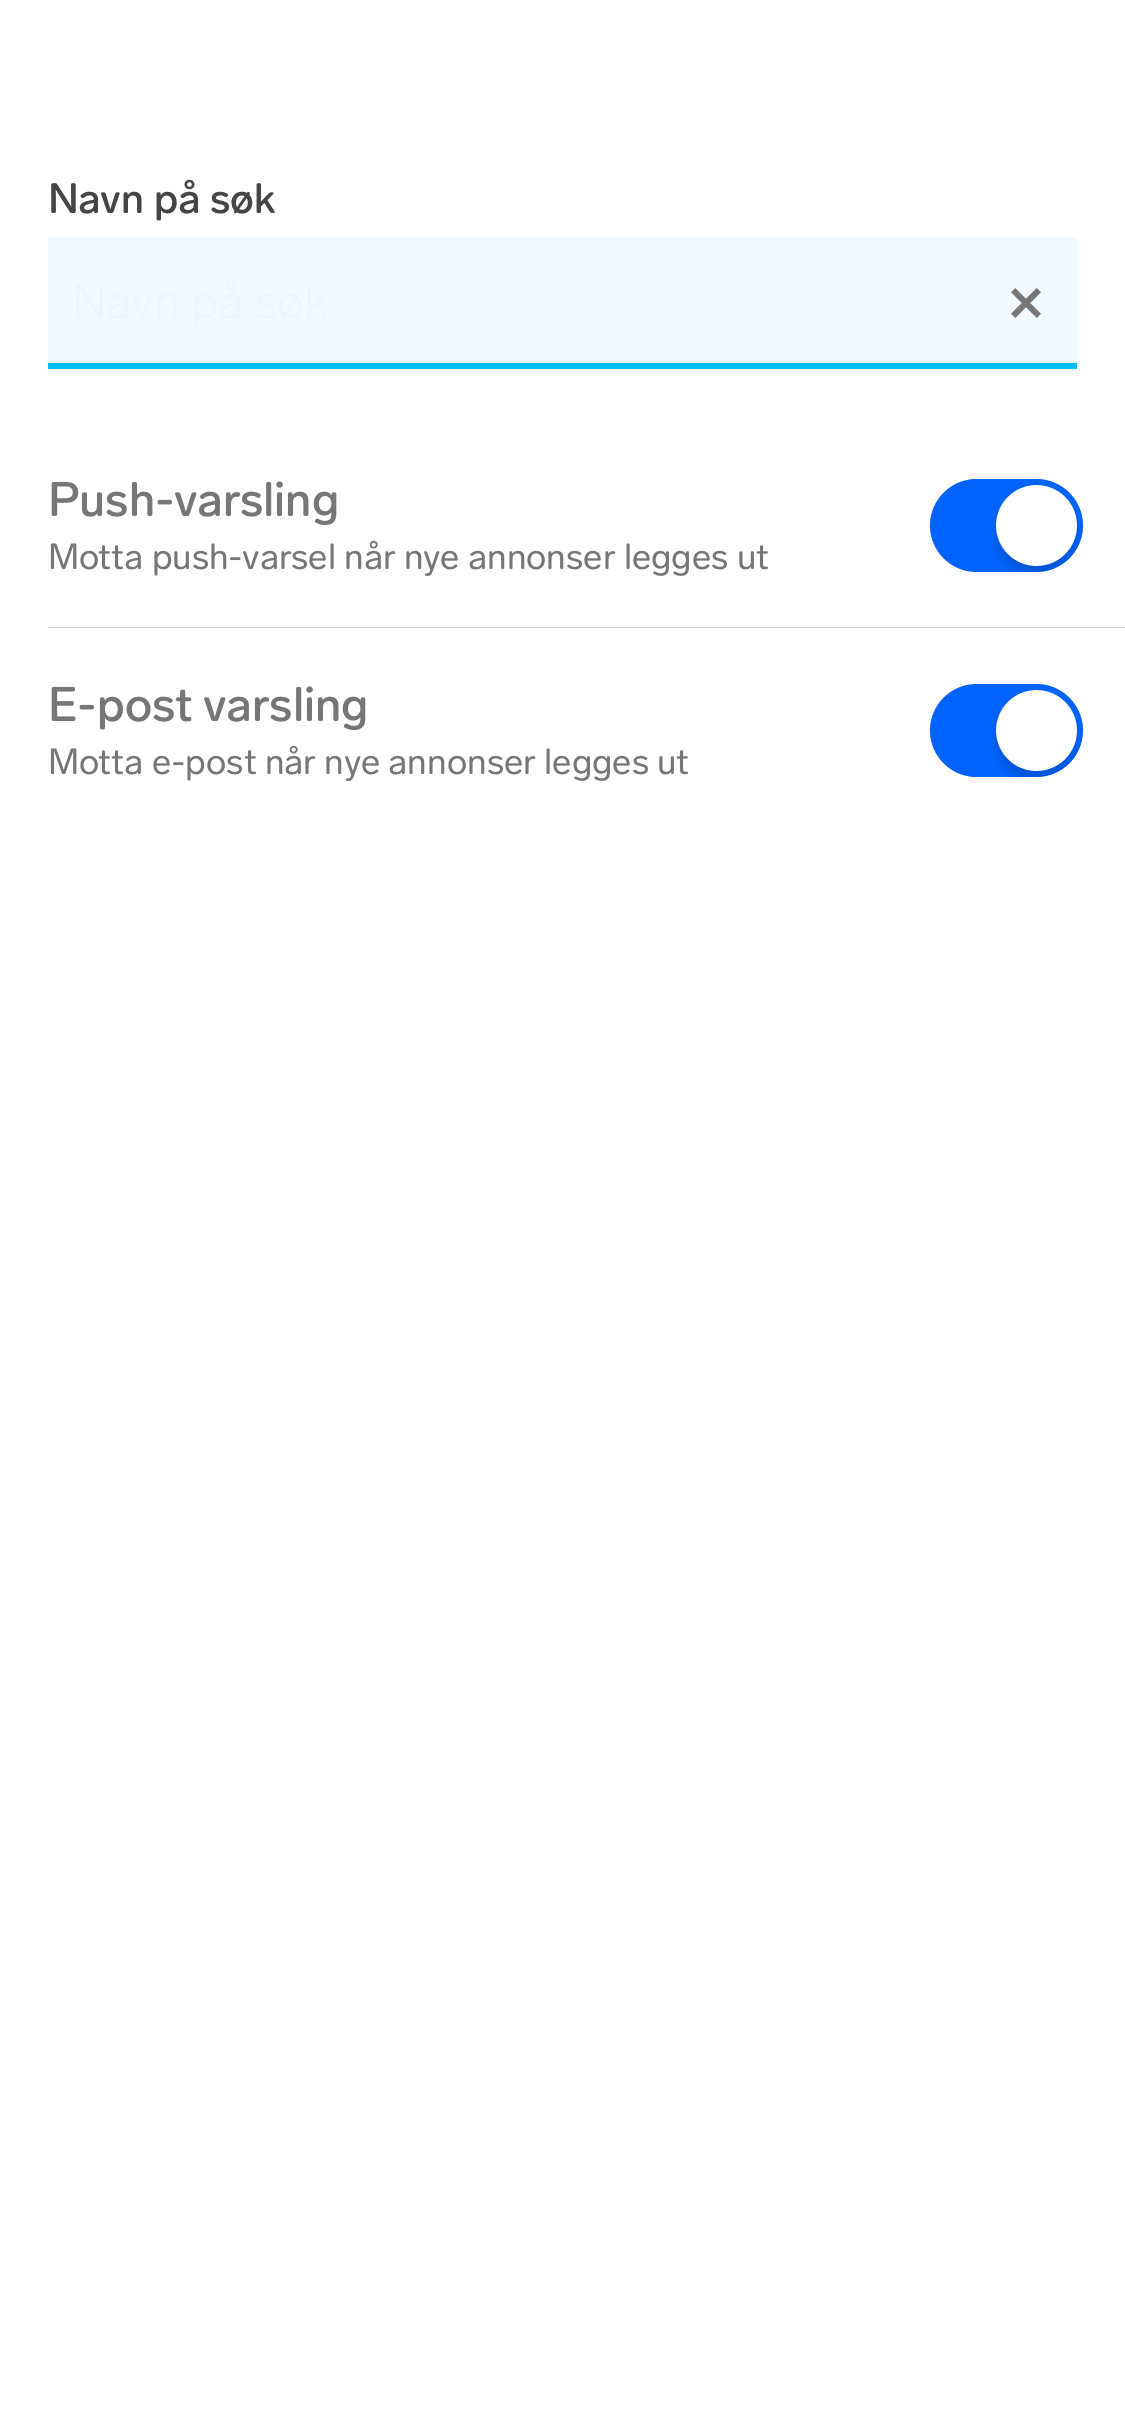 Navn på søk
Navn på søk
Push-varsling
Motta push-varsel når nye annonser legges ut
E-post varsling
Motta e-post når nye annonser legges ut